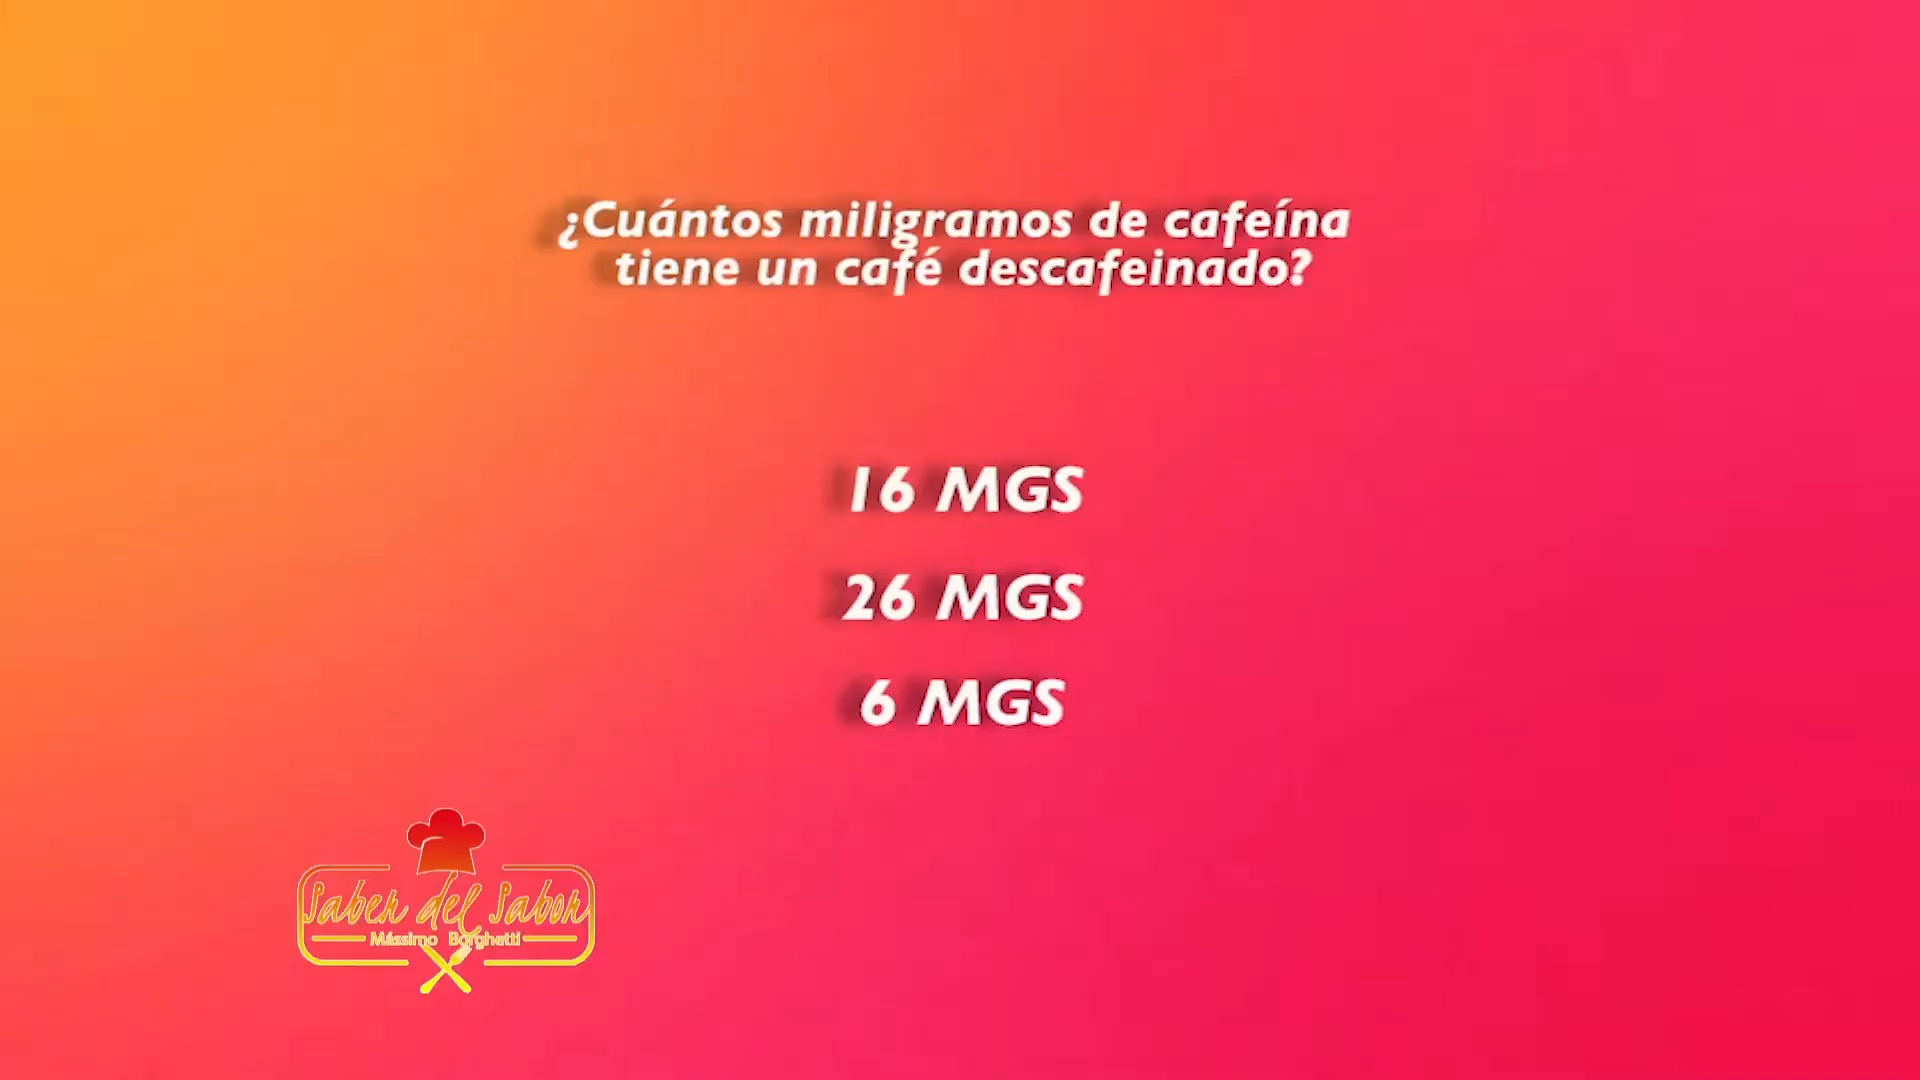 ¿Cuántos miligramos de cafeína
tiene un café descafeinado?
16 MGS
26 MGS
6 MGS
Saber del Sabor
Mássimo Borghetti